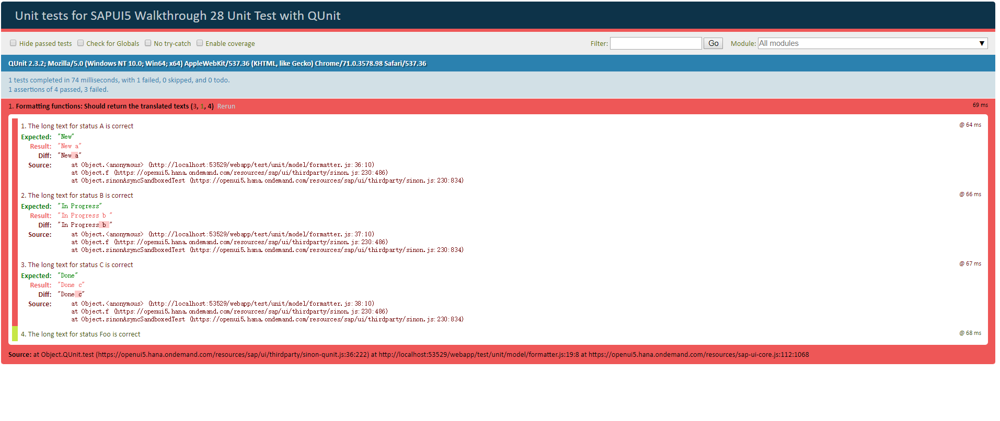 Unit tests for SAPUI5 Walkthrough 28 Unit Test with QUnit
Hide passed tests Check for Globals No try-catch Enable coverage Filter: Go Module: All modules ▼
QUnit 2.3.2; Mozilla/5.0 (Windows NT 10.0; Win64; x64) AppleWebKit/537.36 (KHTML, like Gecko) Chrome/71.0.3578.98 Safari/537.36
1 tests completed in 74 milliseconds, with 1 failed, 0 skipped, and 0 todo.
1 assertions of 4 passed, 3 failed.
1. Formatting functions: Should return the translated texts (3, 1, 4) Rerun 69 ms
1. The long text for status A is correct @ 64 ms
Expected: "New"
Result: "New a"
Diff: "New a"
Source: at Object.<anonymous> (http://localhost:53529/webapp/test/unit/model/formatter.js:36:10)
at Object.f (https://openui5.hana.ondemand.com/resources/sap/ui/thirdparty/sinon.js:230:486)
at Object.sinonAsyncSandboxedTest (https://openui5.hana.ondemand.com/resources/sap/ui/thirdparty/sinon.js:230:834)
2. The long text for status B is correct @ 66 ms
Expected: "In Progress"
Result: "In Progress b "
Diff: "In Progress b "
Source: at Object.<anonymous> (http://localhost:53529/webapp/test/unit/model/formatter.js:37:10)
at Object.f (https://openui5.hana.ondemand.com/resources/sap/ui/thirdparty/sinon.js:230:486)
at Object.sinonAsyncSandboxedTest (https://openui5.hana.ondemand.com/resources/sap/ui/thirdparty/sinon.js:230:834)
3. The long text for status C is correct @ 67 ms
Expected: "Done"
Result: "Done c"
Diff: "Done c"
Source: at Object.<anonymous> (http://localhost:53529/webapp/test/unit/model/formatter.js:38:10)
at Object.f (https://openui5.hana.ondemand.com/resources/sap/ui/thirdparty/sinon.js:230:486)
at Object.sinonAsyncSandboxedTest (https://openui5.hana.ondemand.com/resources/sap/ui/thirdparty/sinon.js:230:834)
4. The long text for status Foo is correct @ 68 ms
Source: at Object.QUnit.test (https://openui5.hana.ondemand.com/resources/sap/ui/thirdparty/sinon-qunit.js:36:222) at http://localhost:53529/webapp/test/unit/model/formatter.js:19:8 at https://openui5.hana.ondemand.com/resources/sap-ui-core.js:112:1068